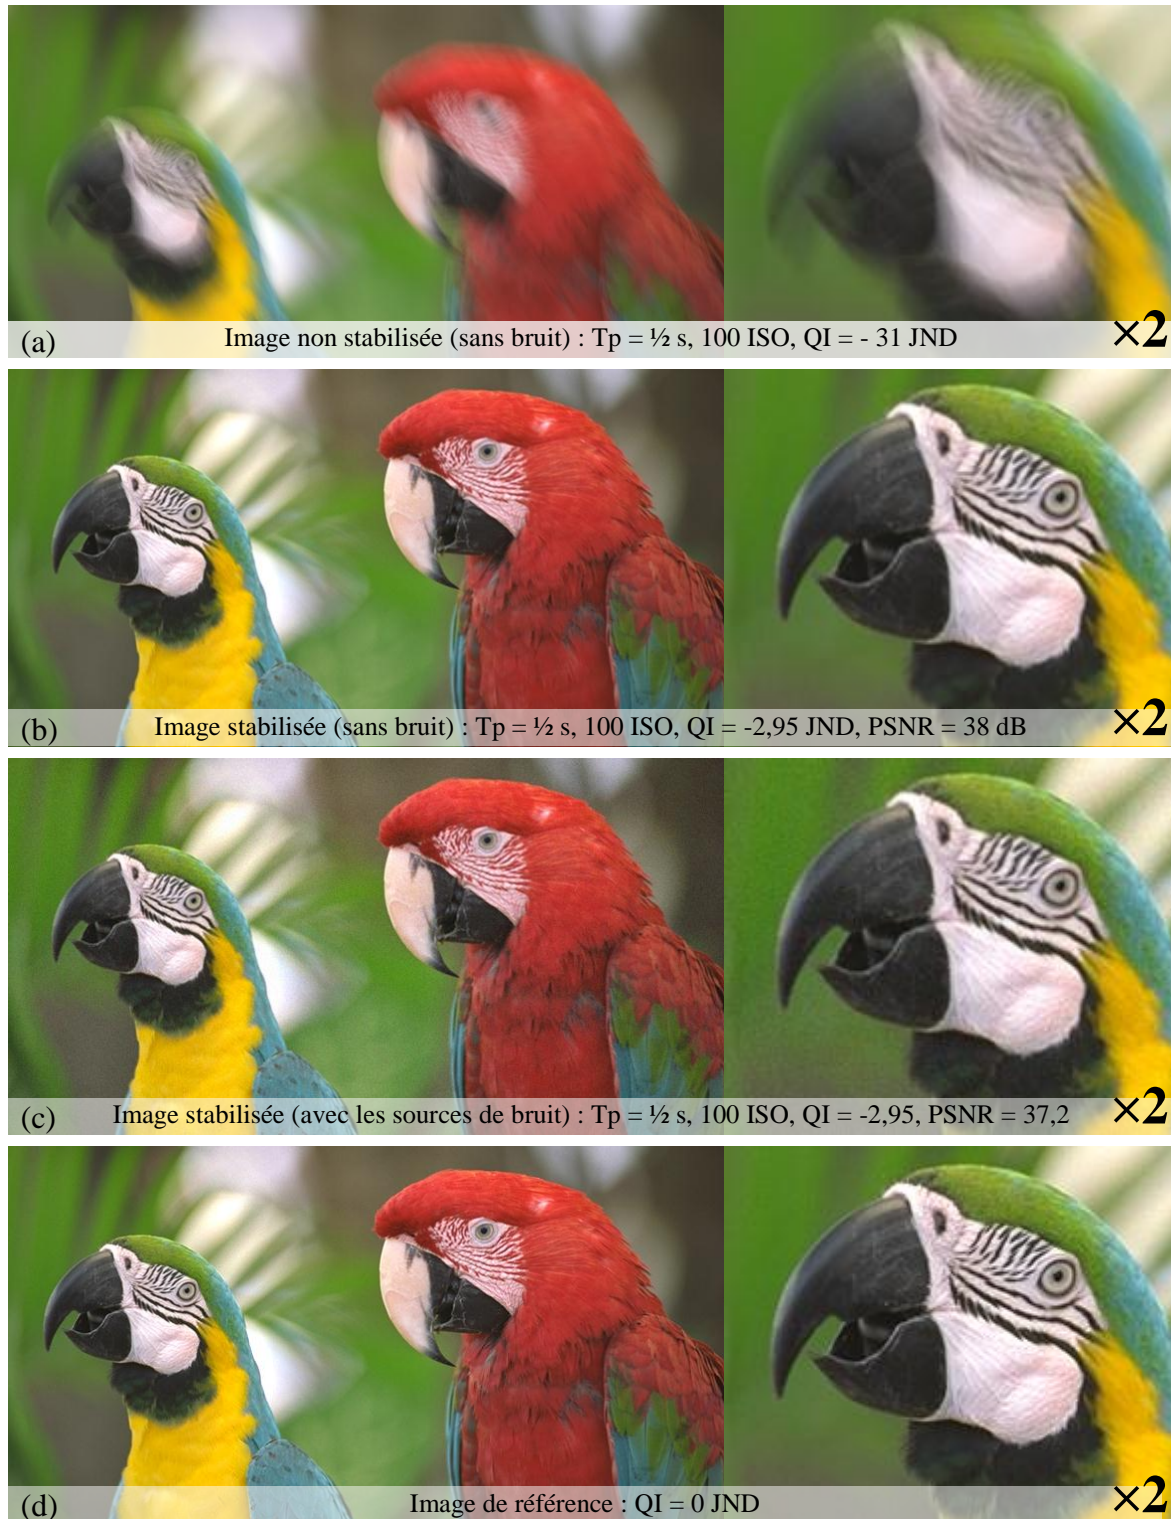 (a) Image non stabilisée (sans bruit) : Tp = ½ s, 100 ISO, QI = - 31 JND ×2
(b) Image stabilisée (sans bruit) : Tp = ½ s, 100 ISO, QI = -2,95 JND, PSNR = 38 dB ×2
(c) Image stabilisée (avec les sources de bruit) : Tp = ½ s, 100 ISO, QI = -2,95, PSNR = 37,2 ×2
(d) Image de référence : QI = 0 JND ×2